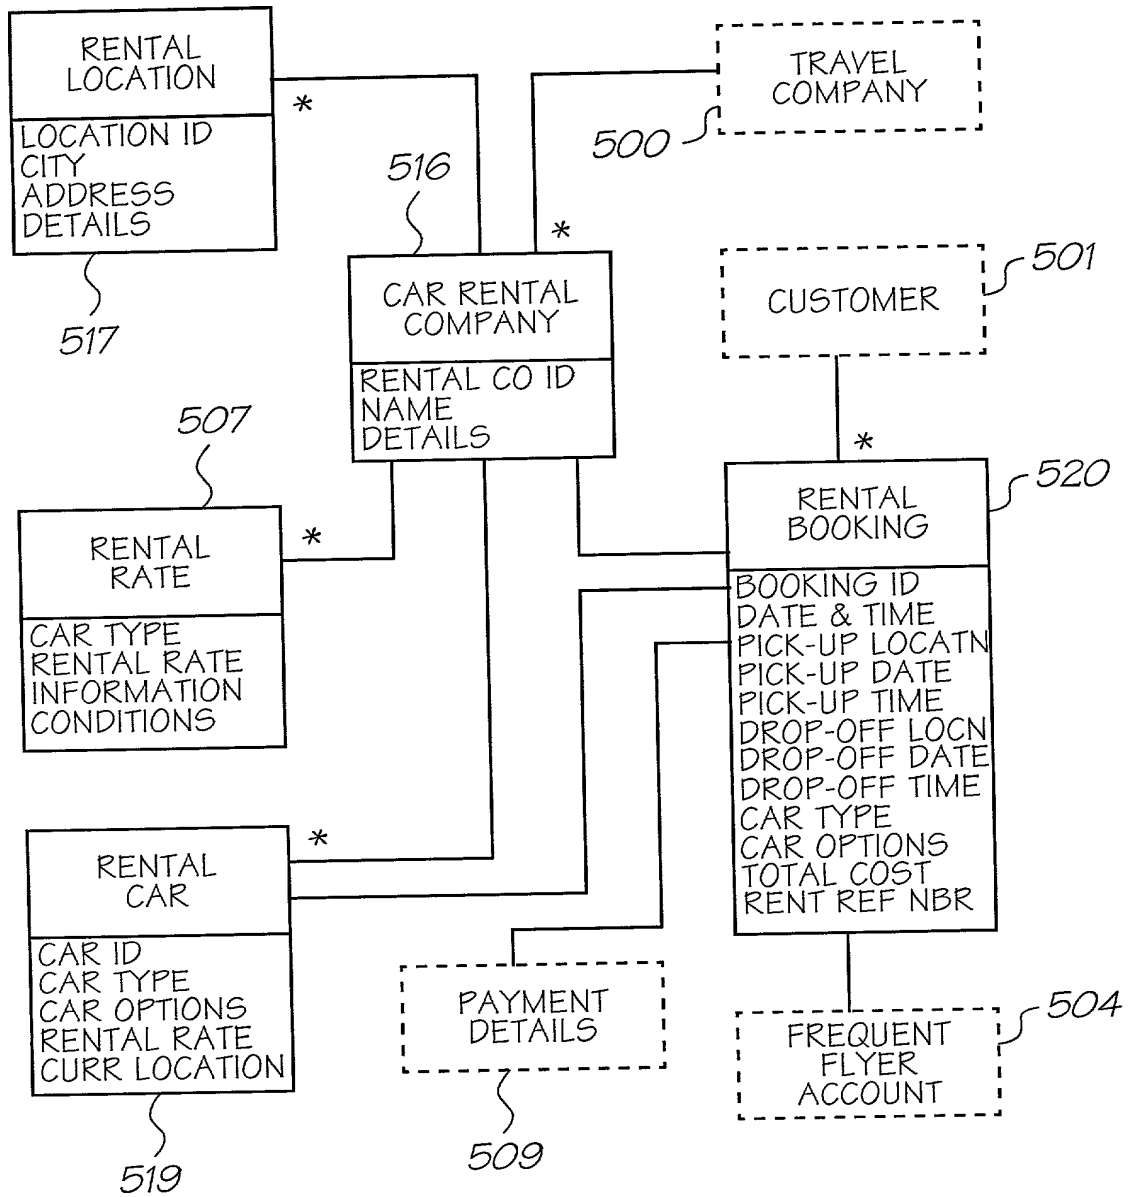 RENTAL
LOCATION
LOCATION ID
CITY
ADDRESS
DETAILS
517
*
TRAVEL
COMPANY
500
516
*
CAR RENTAL
COMPANY
RENTAL CO ID
NAME
DETAILS
501
CUSTOMER
*
507
RENTAL
RATE
*
CAR TYPE
RENTAL RATE
INFORMATION
CONDITIONS
520
RENTAL
BOOKING
BOOKING ID
DATE & TIME
PICK-UP LOCATN
PICK-UP DATE
PICK-UP TIME
DROP-OFF LOCN
DROP-OFF DATE
DROP-OFF TIME
CAR TYPE
CAR OPTIONS
TOTAL COST
RENT REF NBR
RENTAL
CAR
*
CAR ID
CAR TYPE
CAR OPTIONS
RENTAL RATE
CURR LOCATION
519
PAYMENT
DETAILS
509
FREQUENT
FLYER
ACCOUNT
504